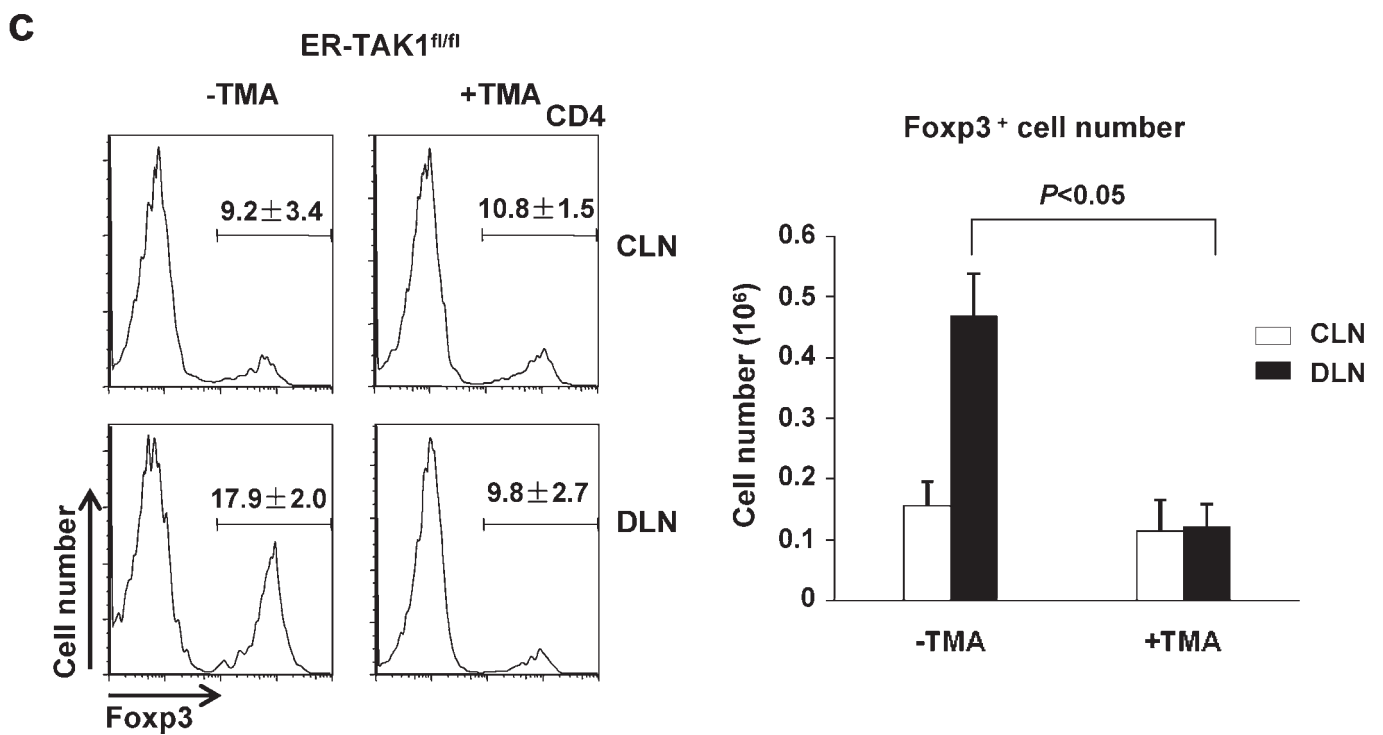 C
ER-TAK1fl/fl
-TMA
+TMA
CD4
9.2±3.4
10.8±1.5
CLN
17.9±2.0
9.8±2.7
DLN
Cell number
Foxp3
Foxp3 + cell number
P<0.05
Cell number (10⁶)
0.6
0.5
0.4
0.3
0.2
0.1
0
-TMA
+TMA
CLN
DLN